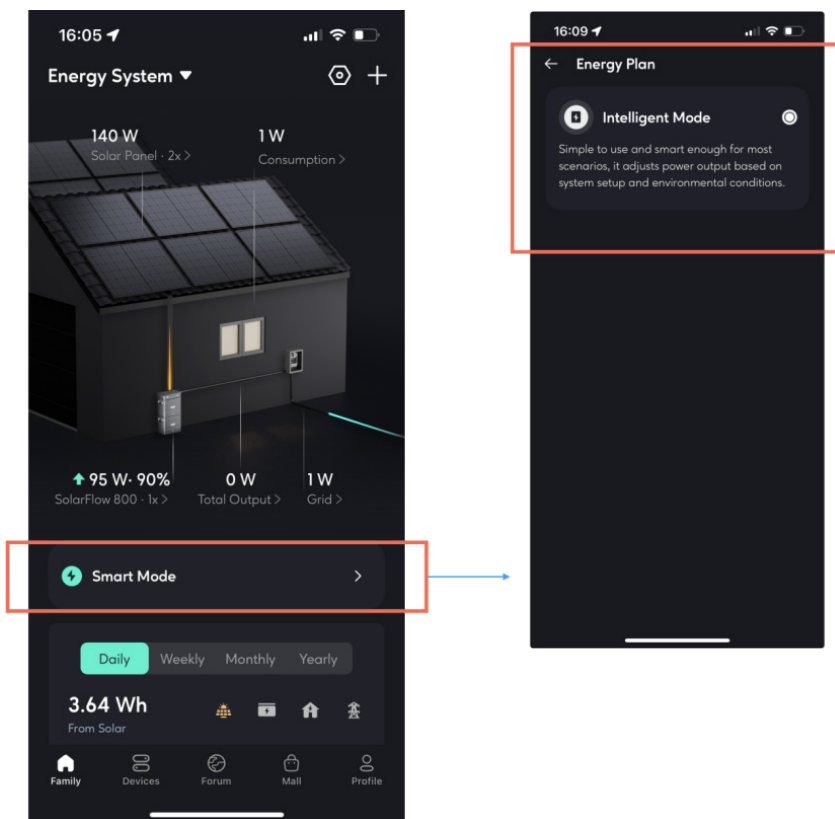 16:05
Energy System
140 W
Solar Panel · 2x >
1 W
Consumption >
95 W· 90%
SolarFlow 800 · 1x >
0 W
Total Output >
1 W
Grid >
Smart Mode
Daily Weekly Monthly Yearly
3.64 Wh
From Solar
Family Devices Forum Mall Profile
16:09
Energy Plan
Intelligent Mode
Simple to use and smart enough for most
scenarios, it adjusts power output based on
system setup and environmental conditions.